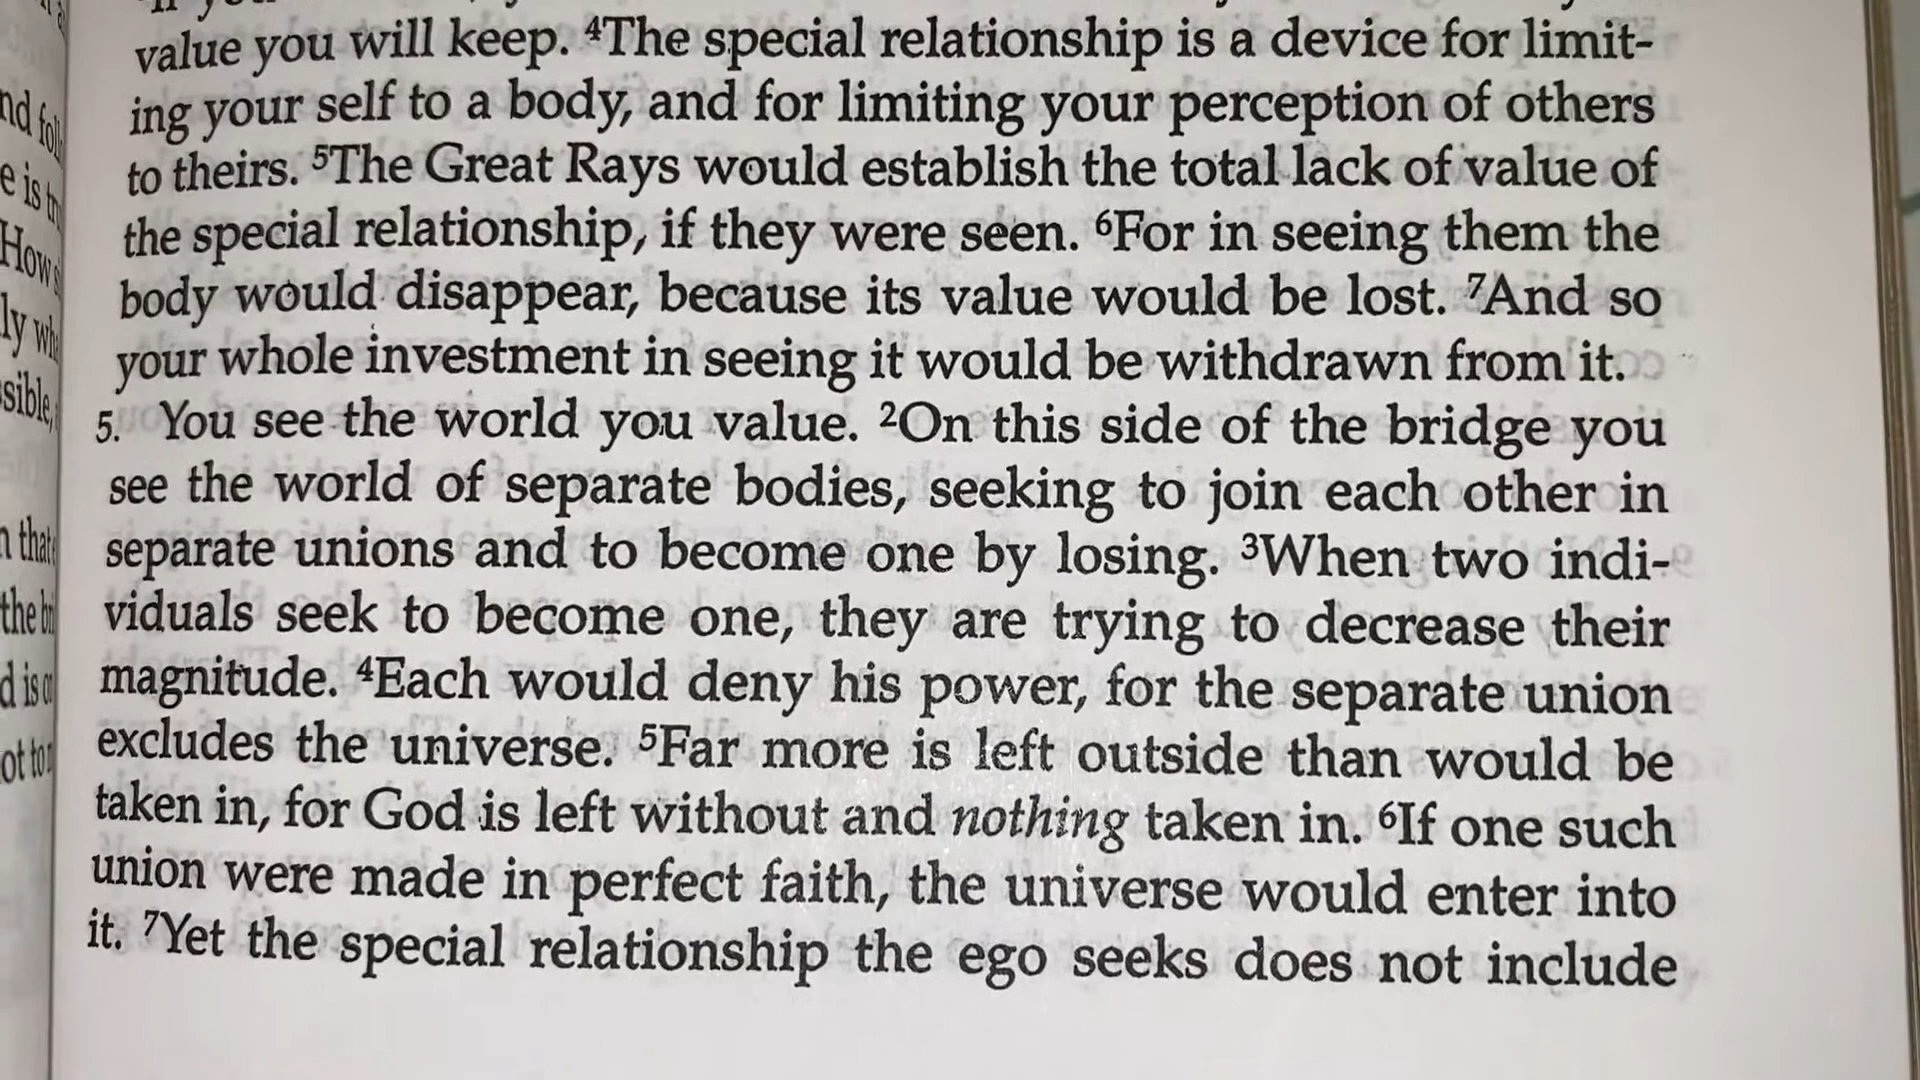 value you will keep. ⁴The special relationship is a device for limit-
ing your self to a body, and for limiting your perception of others
to theirs. ⁵The Great Rays would establish the total lack of value of
the special relationship, if they were seen. ⁶For in seeing them the
body would disappear, because its value would be lost. ⁷And so
your whole investment in seeing it would be withdrawn from it.
5. You see the world you value. ²On this side of the bridge you
see the world of separate bodies, seeking to join each other in
separate unions and to become one by losing. ³When two indi-
viduals seek to become one, they are trying to decrease their
magnitude. ⁴Each would deny his power, for the separate union
excludes the universe. ⁵Far more is left outside than would be
taken in, for God is left without and nothing taken in. ⁶If one such
union were made in perfect faith, the universe would enter into
it. ⁷Yet the special relationship the ego seeks does not include